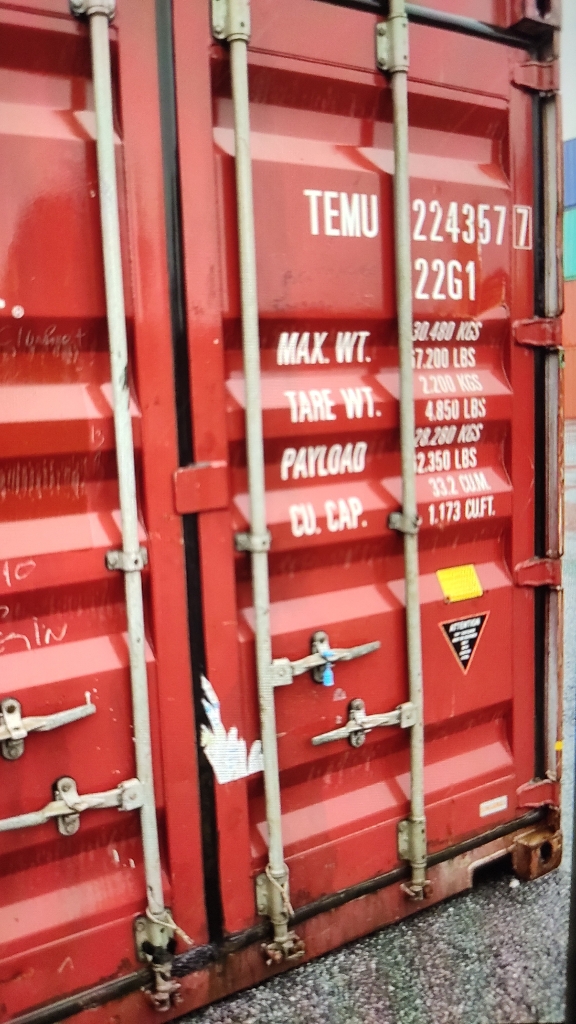 TEMU 224357 7
22G1
MAX. WT. 30.480 KGS
67.200 LBS
TARE WT. 2.200 KGS
4.850 LBS
PAYLOAD 28.280 KGS
62.350 LBS
CU. CAP. 33.2 CU.M.
1.173 CU.FT.
ATTENTION